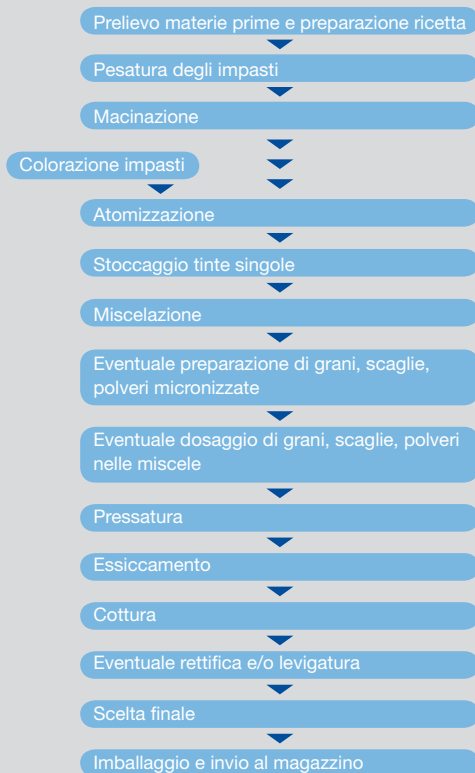 Prelievo materie prime e preparazione ricetta
Pesatura degli impasti
Macinazione
Colorazione impasti
Atomizzazione
Stoccaggio tinte singole
Miscelazione
Eventuale preparazione di grani, scaglie,
polveri micronizzate
Eventuale dosaggio di grani, scaglie, polveri
nelle miscele
Pressatura
Essiccamento
Cottura
Eventuale rettifica e/o levigatura
Scelta finale
Imballaggio e invio al magazzino